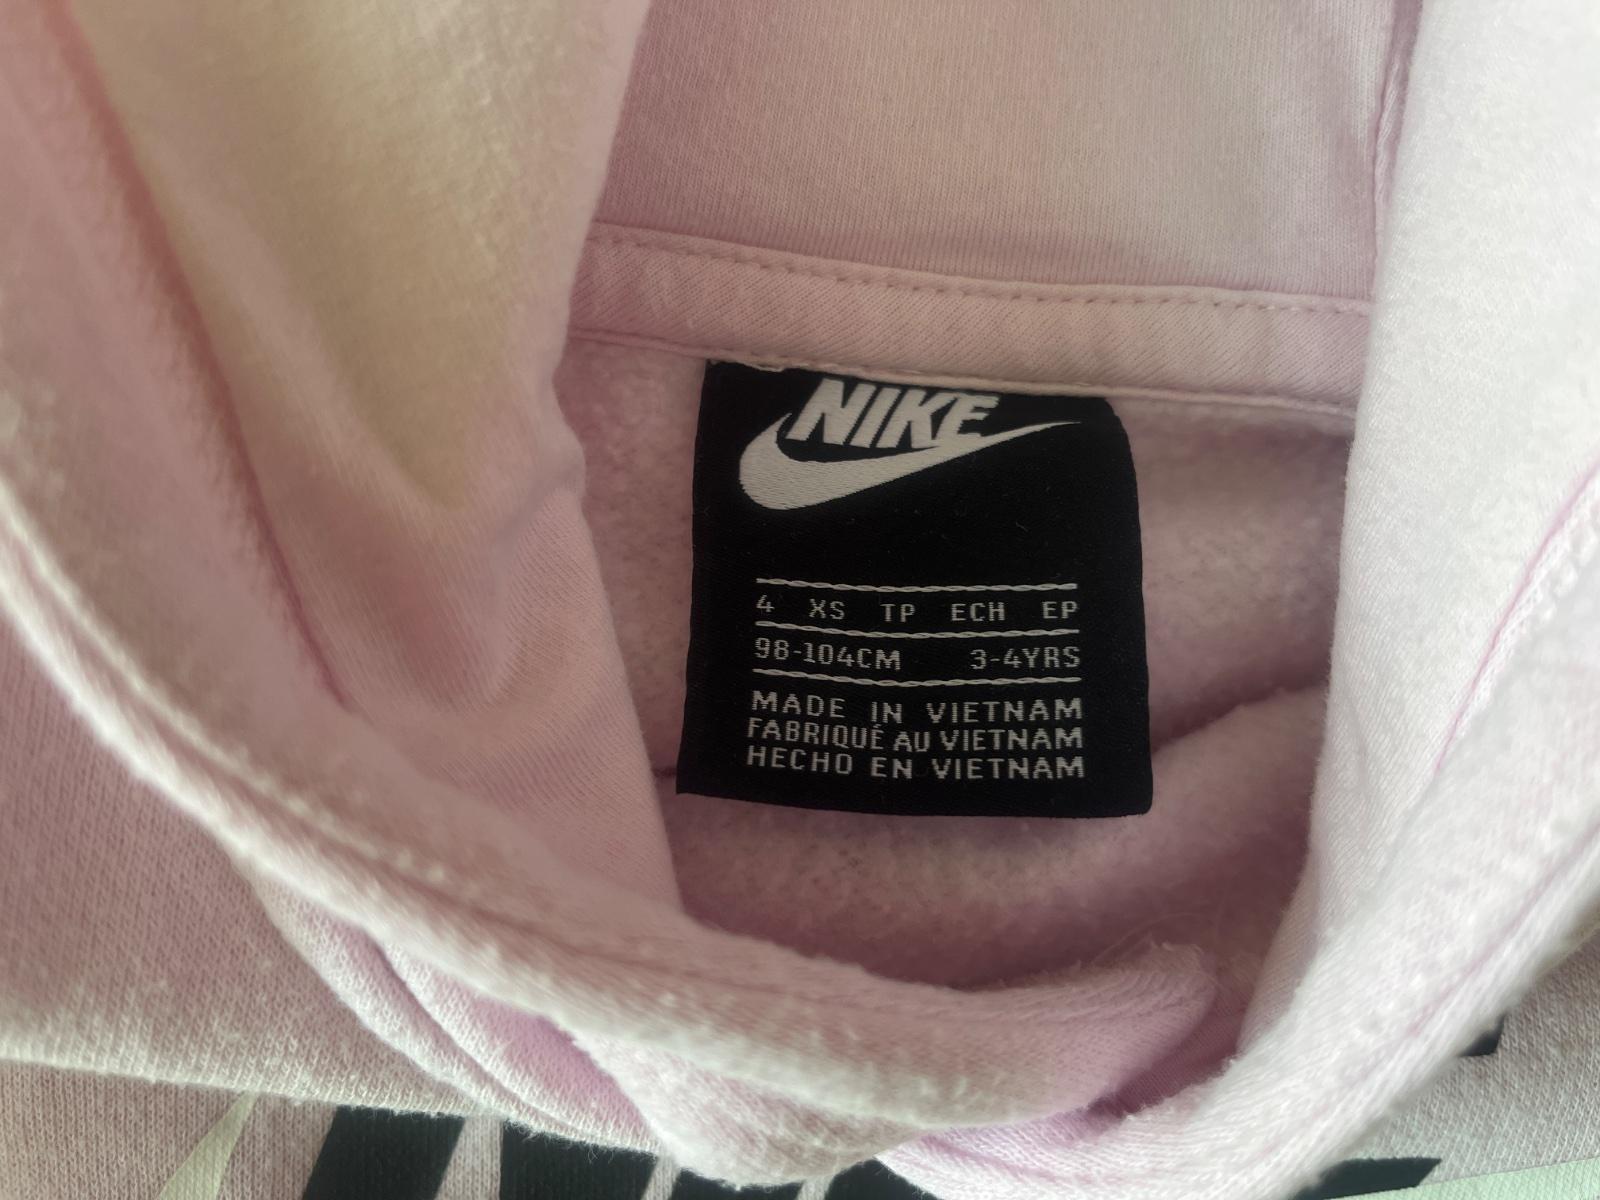 NIKE
4 XS TP ECH EP
98-104CM 3-4YRS
MADE IN VIETNAM
FABRIQUÉ AU VIETNAM
HECHO EN VIETNAM